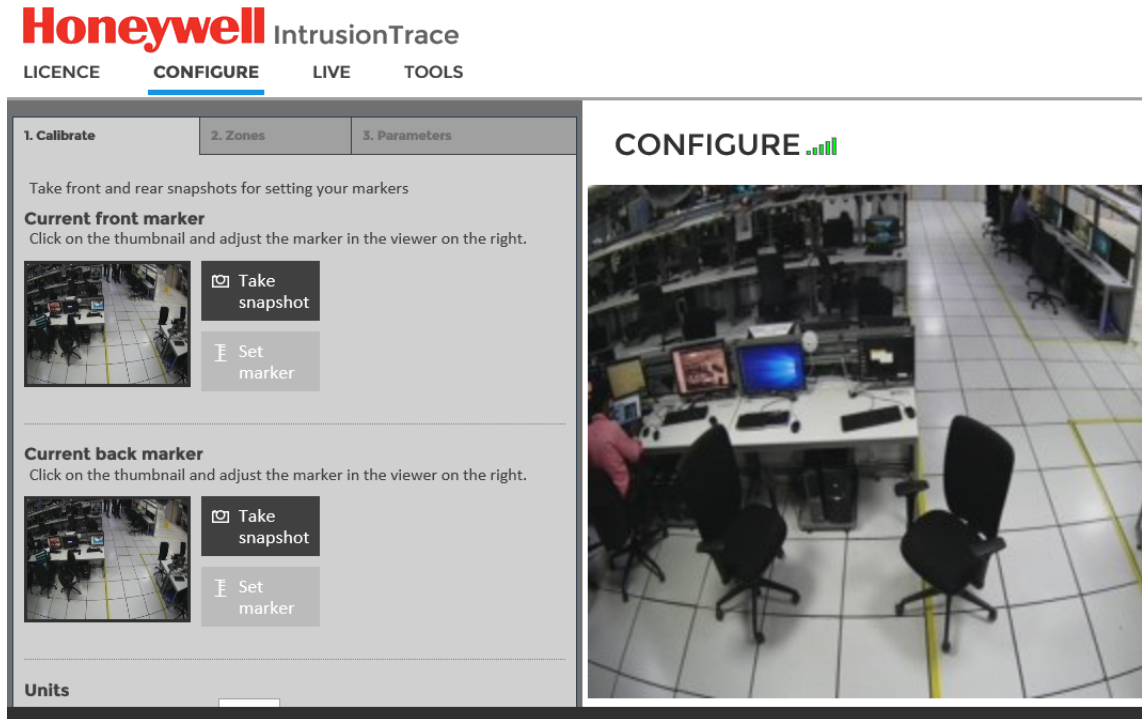 Honeywell IntrusionTrace
LICENCE CONFIGURE LIVE TOOLS
1. Calibrate 2. Zones 3. Parameters
CONFIGURE
Take front and rear snapshots for setting your markers
Current front marker
Click on the thumbnail and adjust the marker in the viewer on the right.
Take
snapshot
Set
marker
Current back marker
Click on the thumbnail and adjust the marker in the viewer on the right.
Take
snapshot
Set
marker
Units